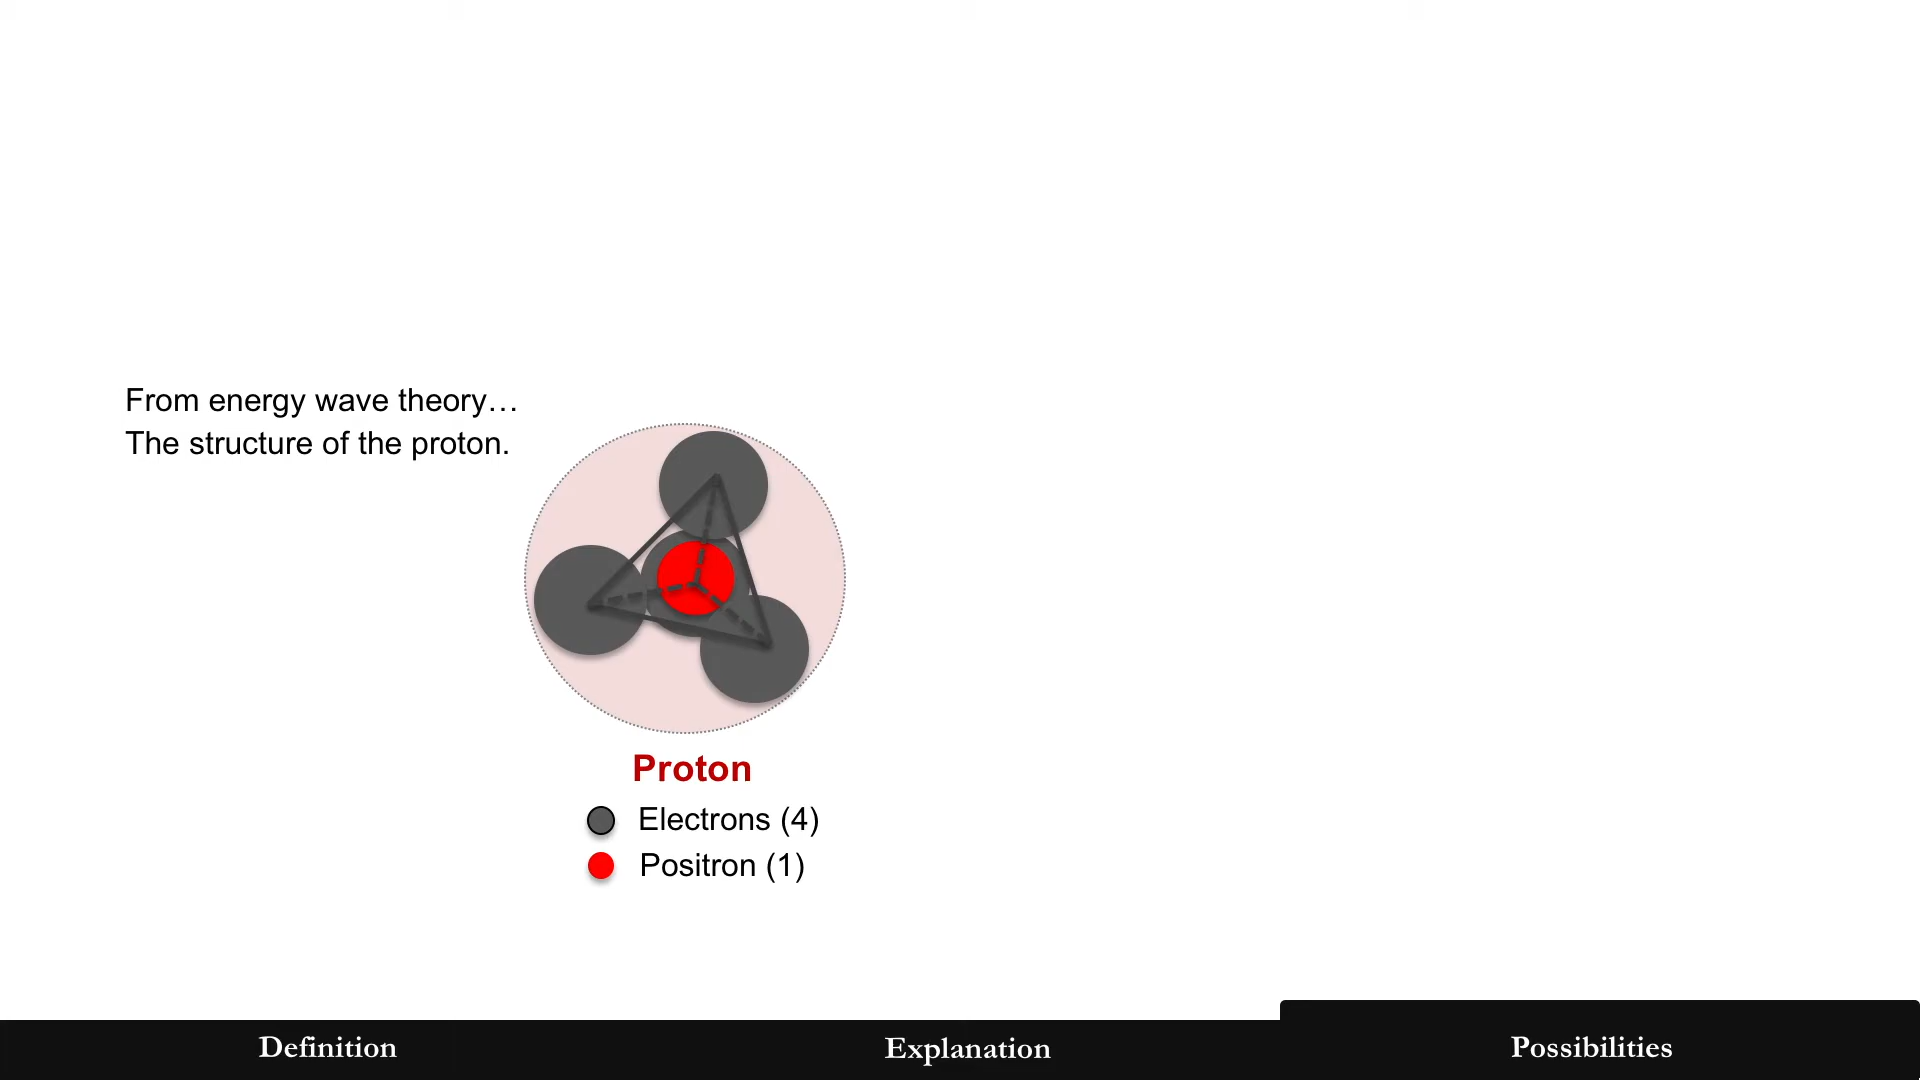 From energy wave theory…
The structure of the proton.
Proton
Electrons (4)
Positron (1)
Definition
Explanation
Possibilities